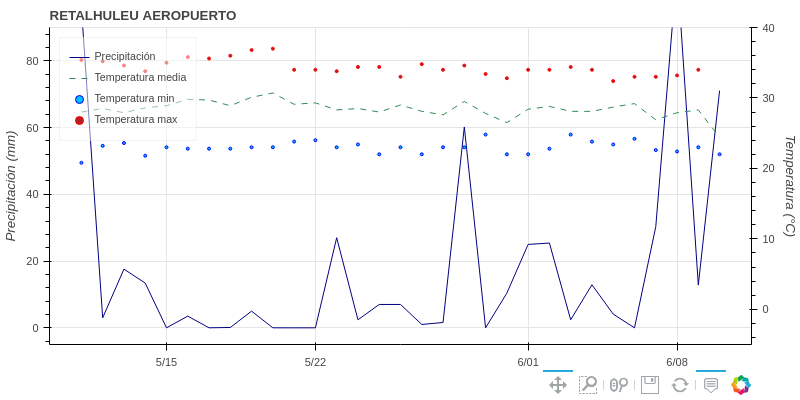 RETALHULEU AEROPUERTO
Precipitación
Temperatura media
Temperatura min
Temperatura max
Precipitación (mm)
80
60
40
20
0
Temperatura (°C)
40
30
20
10
0
5/15
5/22
6/01
6/08